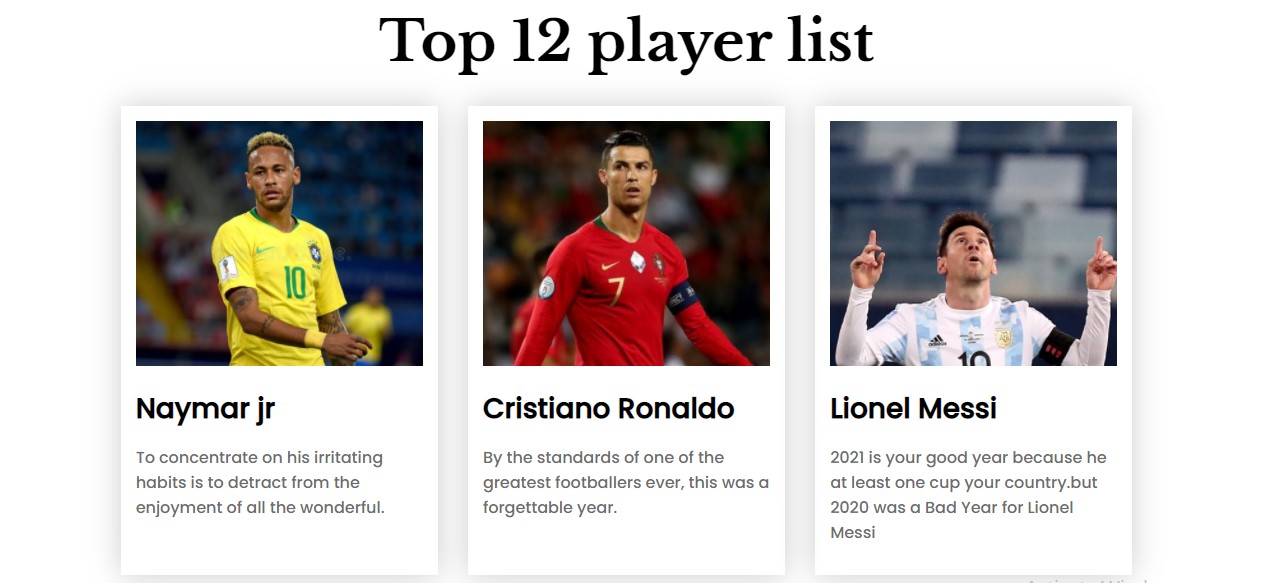 Top 12 player list
10
7
10
Naymar jr
Cristiano Ronaldo
Lionel Messi
To concentrate on his irritating
habits is to detract from the
enjoyment of all the wonderful.
By the standards of one of the
greatest footballers ever, this was a
forgettable year.
2021 is your good year because he
at least one cup your country.but
2020 was a Bad Year for Lionel
Messi